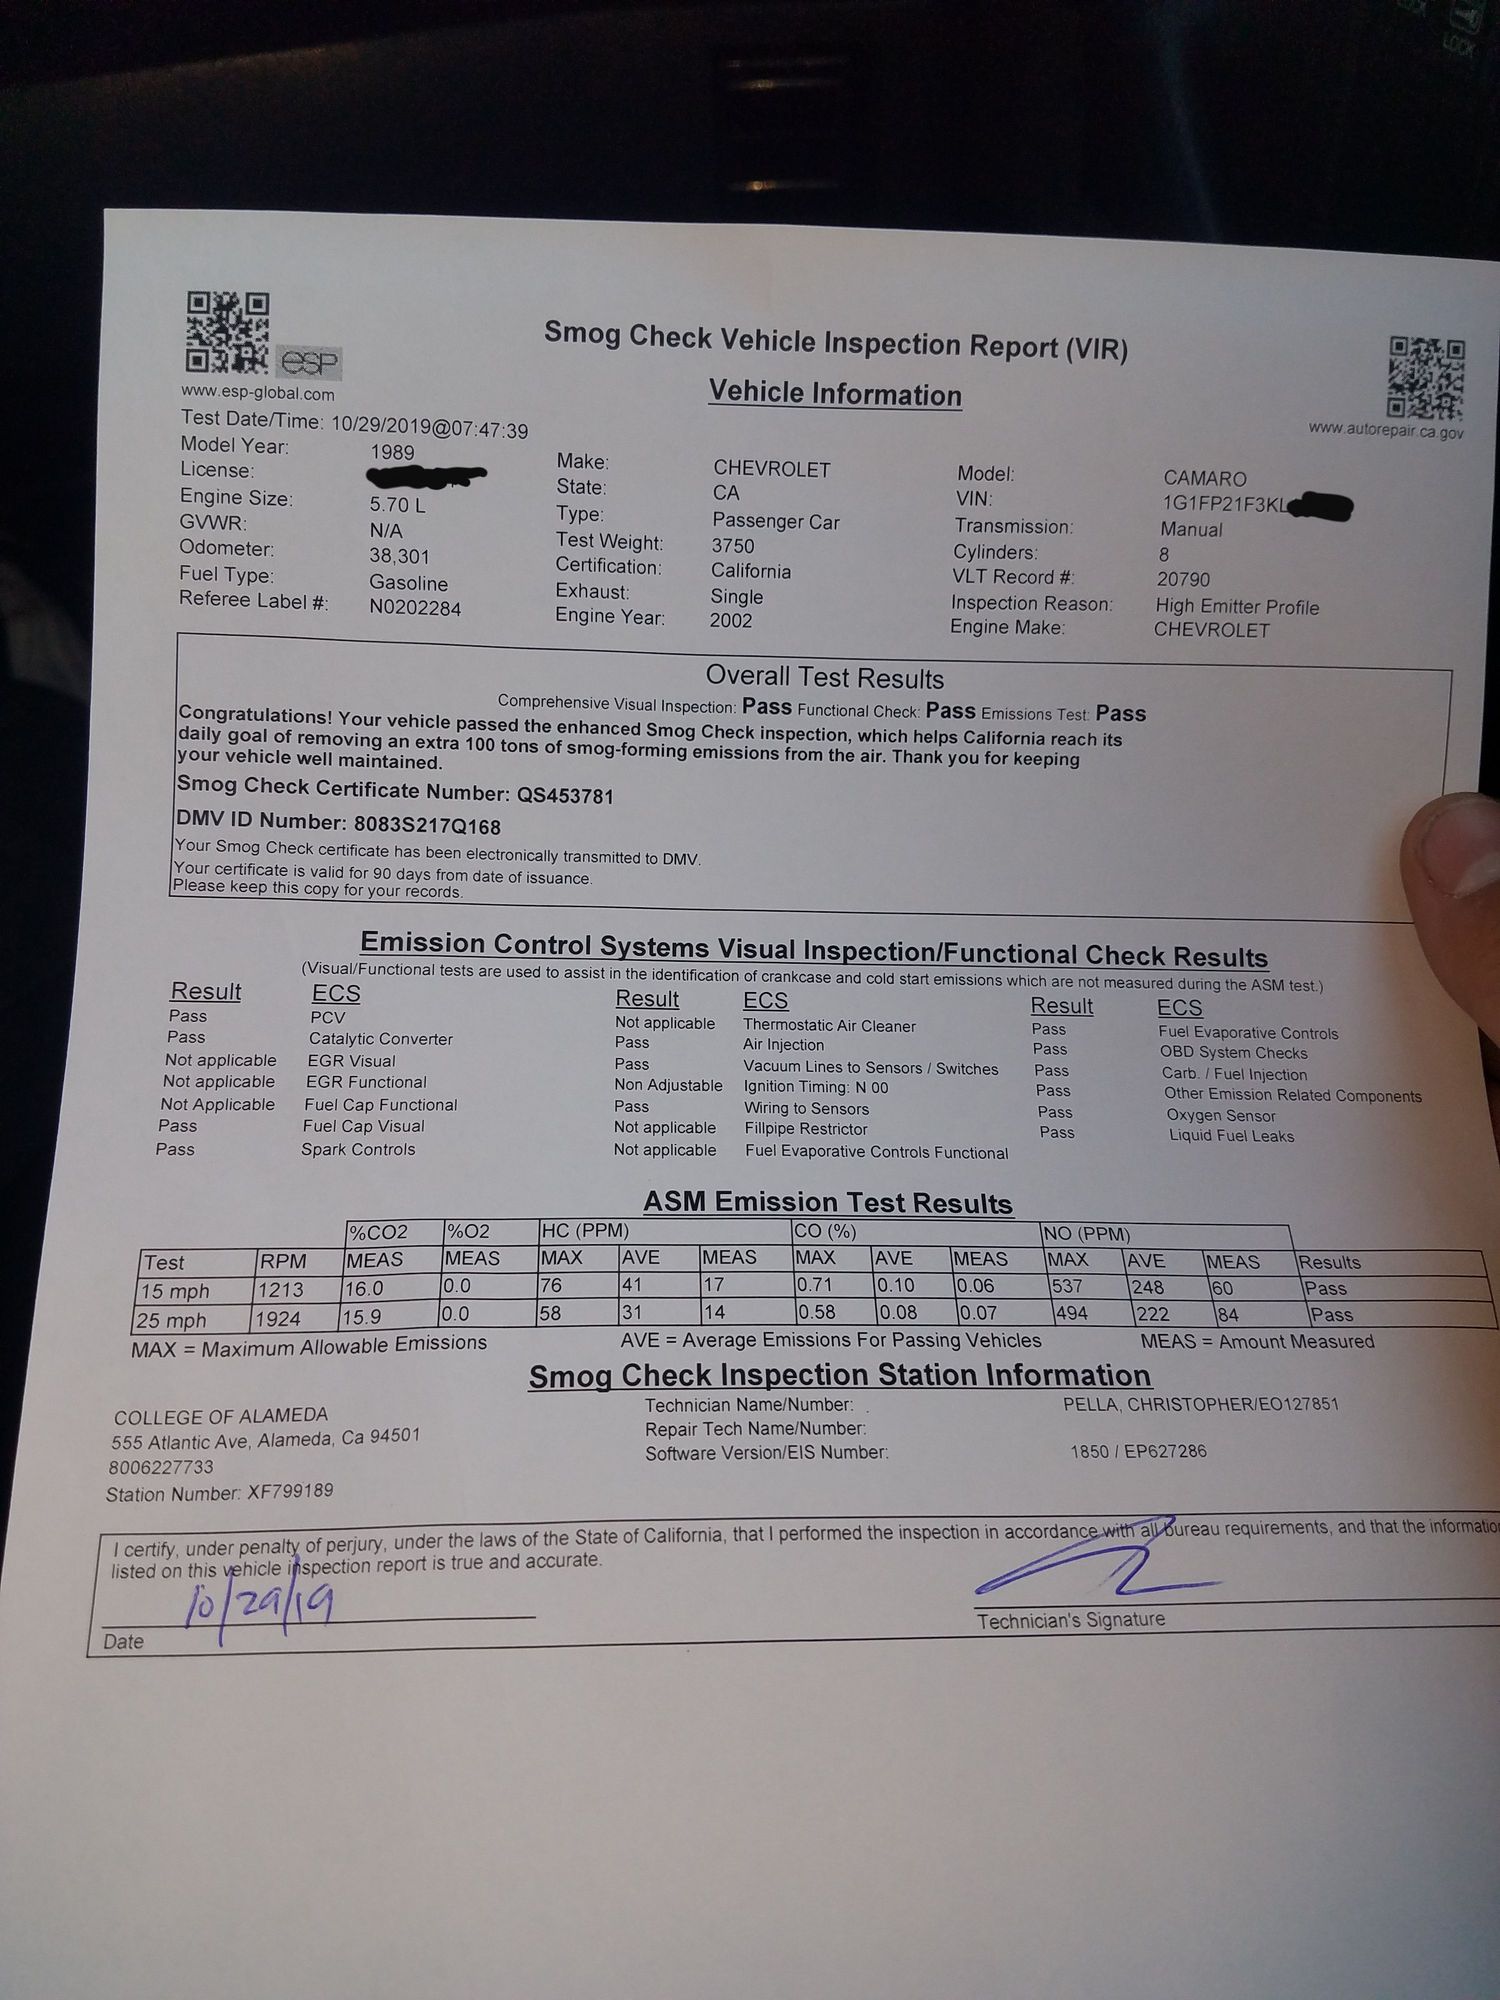 LOCK
esp
www.esp-global.com
Smog Check Vehicle Inspection Report (VIR)
Vehicle Information
www.autorepair.ca.gov
Test Date/Time: 10/29/2019@07:47:39
Model Year: 1989 Make: CHEVROLET Model: CAMARO
License: State: CA VIN: 1G1FP21F3KL
Engine Size: 5.70 L Type: Passenger Car Transmission: Manual
GVWR: N/A Test Weight: 3750 Cylinders: 8
Odometer: 38,301 Certification: California VLT Record #: 20790
Fuel Type: Gasoline Exhaust: Single Inspection Reason: High Emitter Profile
Referee Label #: N0202284 Engine Year: 2002 Engine Make: CHEVROLET
Overall Test Results
Comprehensive Visual Inspection: Pass Functional Check: Pass Emissions Test: Pass
Congratulations! Your vehicle passed the enhanced Smog Check inspection, which helps California reach its
daily goal of removing an extra 100 tons of smog-forming emissions from the air. Thank you for keeping
your vehicle well maintained.
Smog Check Certificate Number: QS453781
DMV ID Number: 8083S217Q168
Your Smog Check certificate has been electronically transmitted to DMV.
Your certificate is valid for 90 days from date of issuance.
Please keep this copy for your records.
Emission Control Systems Visual Inspection/Functional Check Results
(Visual/Functional tests are used to assist in the identification of crankcase and cold start emissions which are not measured during the ASM test.)
Result ECS Result ECS Result ECS
Pass PCV Not applicable Thermostatic Air Cleaner Pass Fuel Evaporative Controls
Pass Catalytic Converter Pass Air Injection Pass OBD System Checks
Not applicable EGR Visual Pass Vacuum Lines to Sensors / Switches Pass Carb. / Fuel Injection
Not applicable EGR Functional Non Adjustable Ignition Timing: N 00 Pass Other Emission Related Components
Not Applicable Fuel Cap Functional Pass Wiring to Sensors Pass Oxygen Sensor
Pass Fuel Cap Visual Not applicable Fillpipe Restrictor Pass Liquid Fuel Leaks
Pass Spark Controls Not applicable Fuel Evaporative Controls Functional
ASM Emission Test Results
%CO2 %O2 HC (PPM) CO (%) NO (PPM)
Test RPM MEAS MEAS MAX AVE MEAS MAX AVE MEAS MAX AVE MEAS Results
15 mph 1213 16.0 0.0 76 41 17 0.71 0.10 0.06 537 248 60 Pass
25 mph 1924 15.9 0.0 58 31 14 0.58 0.08 0.07 494 222 84 Pass
MAX = Maximum Allowable Emissions AVE = Average Emissions For Passing Vehicles MEAS = Amount Measured
Smog Check Inspection Station Information
COLLEGE OF ALAMEDA Technician Name/Number: PELLA, CHRISTOPHER/EO127851
555 Atlantic Ave, Alameda, Ca 94501 Repair Tech Name/Number:
8006227733 Software Version/EIS Number: 1850 / EP627286
Station Number: XF799189
I certify, under penalty of perjury, under the laws of the State of California, that I performed the inspection in accordance with all bureau requirements, and that the informatio
listed on this vehicle inspection report is true and accurate.
10/29/19
Date Technician's Signature